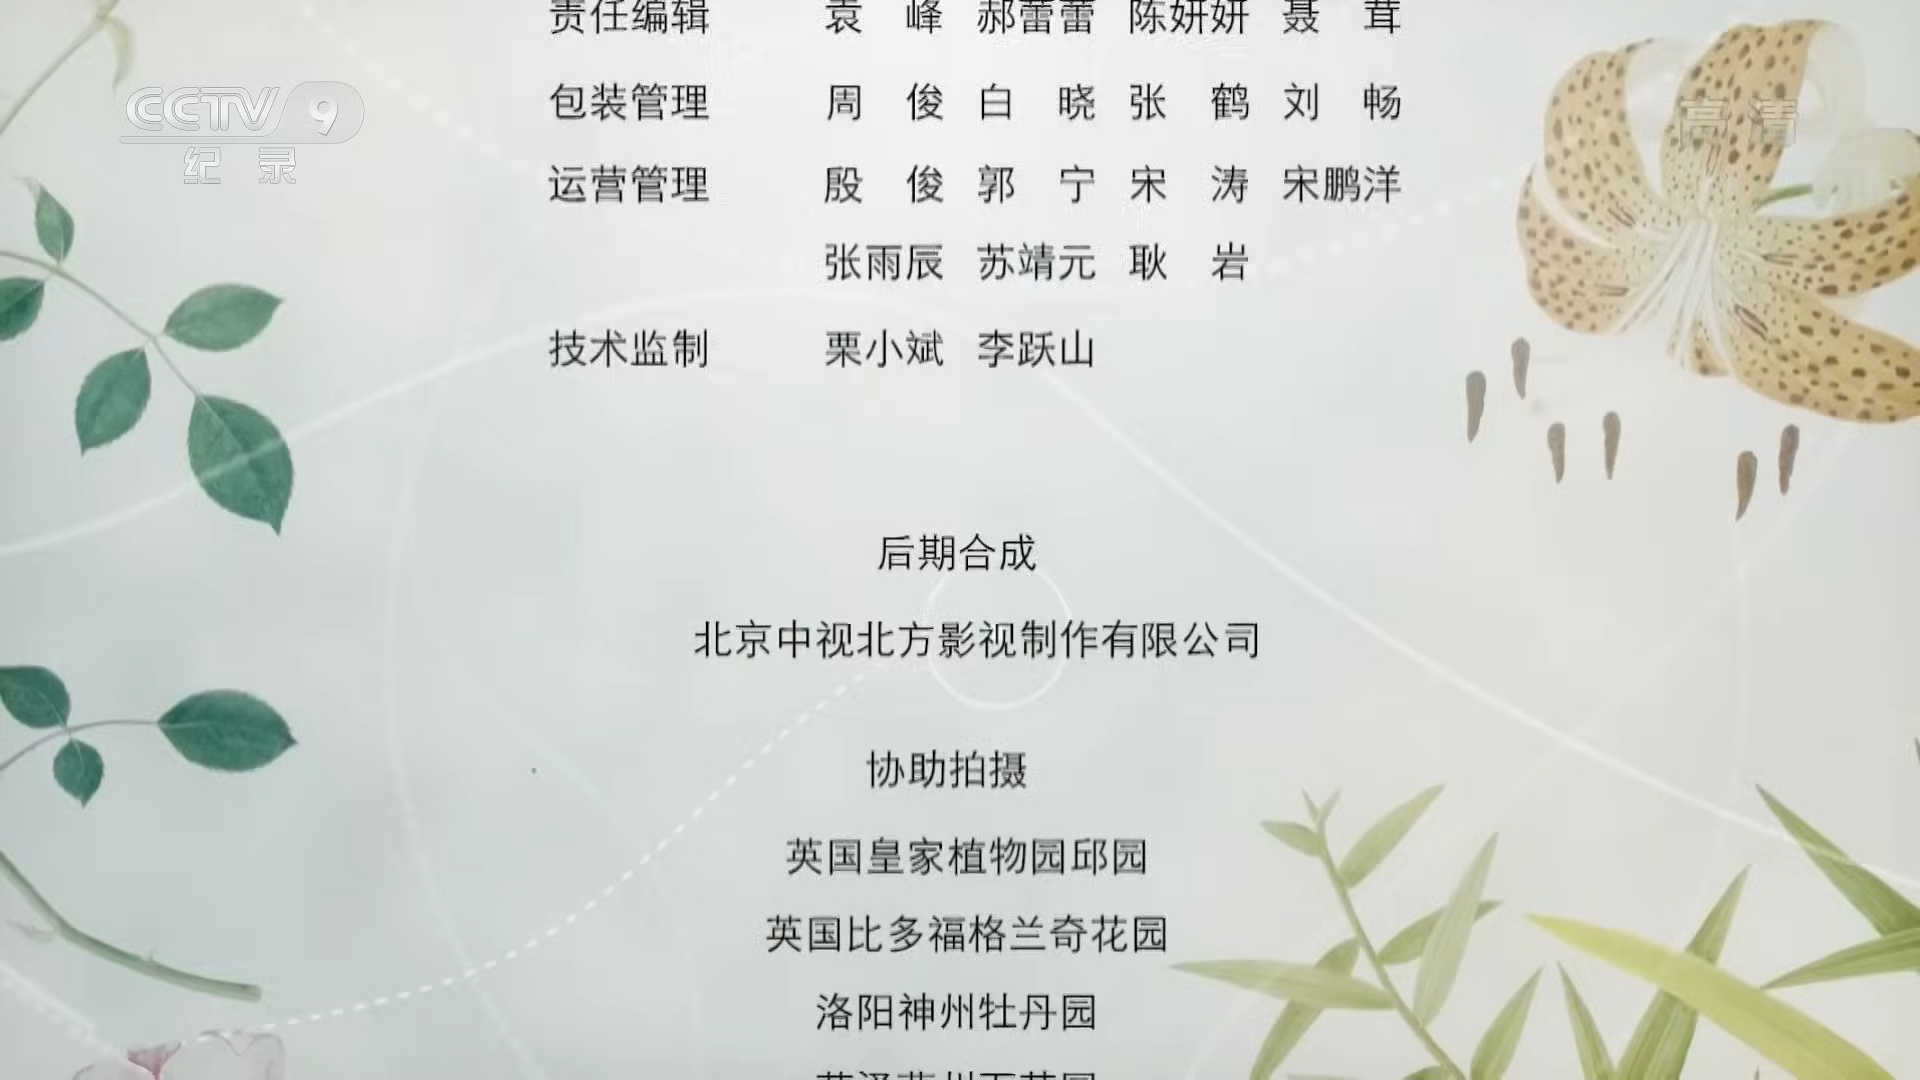 责任编辑 袁 峰 郝蕾蕾 陈妍妍 聂 茸
CCTV 9
纪 录
高 清
包装管理 周 俊 白 晓 张 鹤 刘 畅
运营管理 殷 俊 郭 宁 宋 涛 宋鹏洋
张雨辰 苏靖元 耿 岩
技术监制 栗小斌 李跃山
后期合成
北京中视北方影视制作有限公司
协助拍摄
英国皇家植物园邱园
英国比多福格兰奇花园
洛阳神州牡丹园